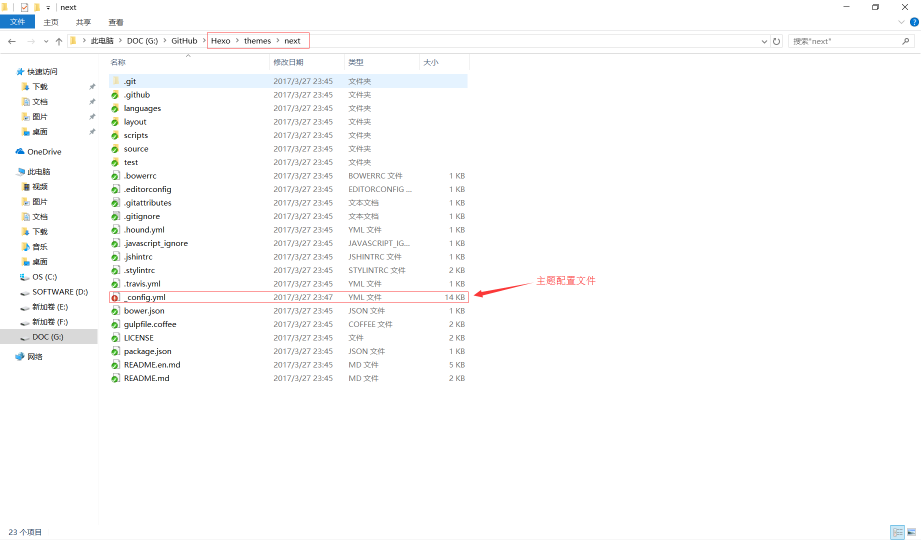 next
文件 主页 共享 查看
此电脑 DOC (G:) GitHub Hexo themes next 搜索"next"
名称 修改日期 类型 大小
快速访问
下载
文档
图片
桌面
OneDrive
此电脑
视频
图片
文档
下载
音乐
桌面
OS (C:)
SOFTWARE (D:)
新加卷 (E:)
新加卷 (F:)
DOC (G:)
网络
.git 2017/3/27 23:45 文件夹
.github 2017/3/27 23:45 文件夹
languages 2017/3/27 23:45 文件夹
layout 2017/3/27 23:45 文件夹
scripts 2017/3/27 23:45 文件夹
source 2017/3/27 23:45 文件夹
test 2017/3/27 23:45 文件夹
.bowerrc 2017/3/27 23:45 BOWERRC 文件 1 KB
.editorconfig 2017/3/27 23:45 EDITORCONFIG ... 1 KB
.gitattributes 2017/3/27 23:45 文本文档 1 KB
.gitignore 2017/3/27 23:45 文本文档 1 KB
.hound.yml 2017/3/27 23:45 YML 文件 1 KB
.javascript_ignore 2017/3/27 23:45 JAVASCRIPT_IG... 1 KB
.jshintrc 2017/3/27 23:45 JSHINTRC 文件 1 KB
.stylintrc 2017/3/27 23:45 STYLINTRC 文件 2 KB
.travis.yml 2017/3/27 23:45 YML 文件 1 KB
_config.yml 2017/3/27 23:47 YML 文件 14 KB
主题配置文件
bower.json 2017/3/27 23:45 JSON 文件 1 KB
gulpfile.coffee 2017/3/27 23:45 COFFEE 文件 2 KB
LICENSE 2017/3/27 23:45 文件 2 KB
package.json 2017/3/27 23:45 JSON 文件 1 KB
README.en.md 2017/3/27 23:45 MD 文件 5 KB
README.md 2017/3/27 23:45 MD 文件 2 KB
23 个项目